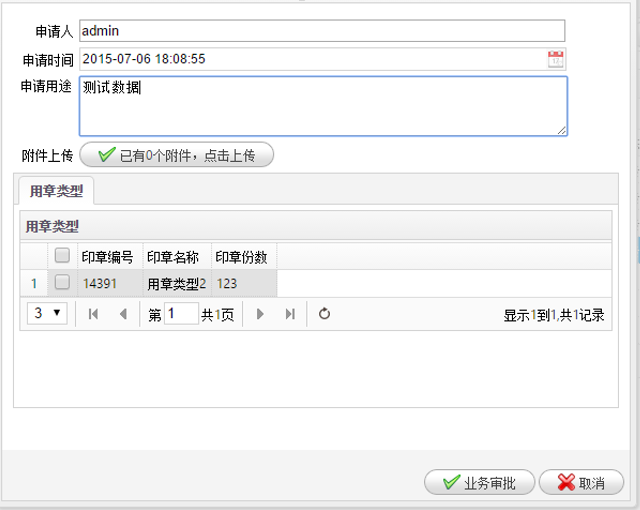 申请人 admin
申请时间 2015-07-06 18:08:55
申请用途 测试数据
附件上传 已有0个附件，点击上传
用章类型
用章类型
印章编号 印章名称 印章份数
1 14391 用章类型2 123
3 第 1 共1页 显示1到1,共1记录
业务审批 取消